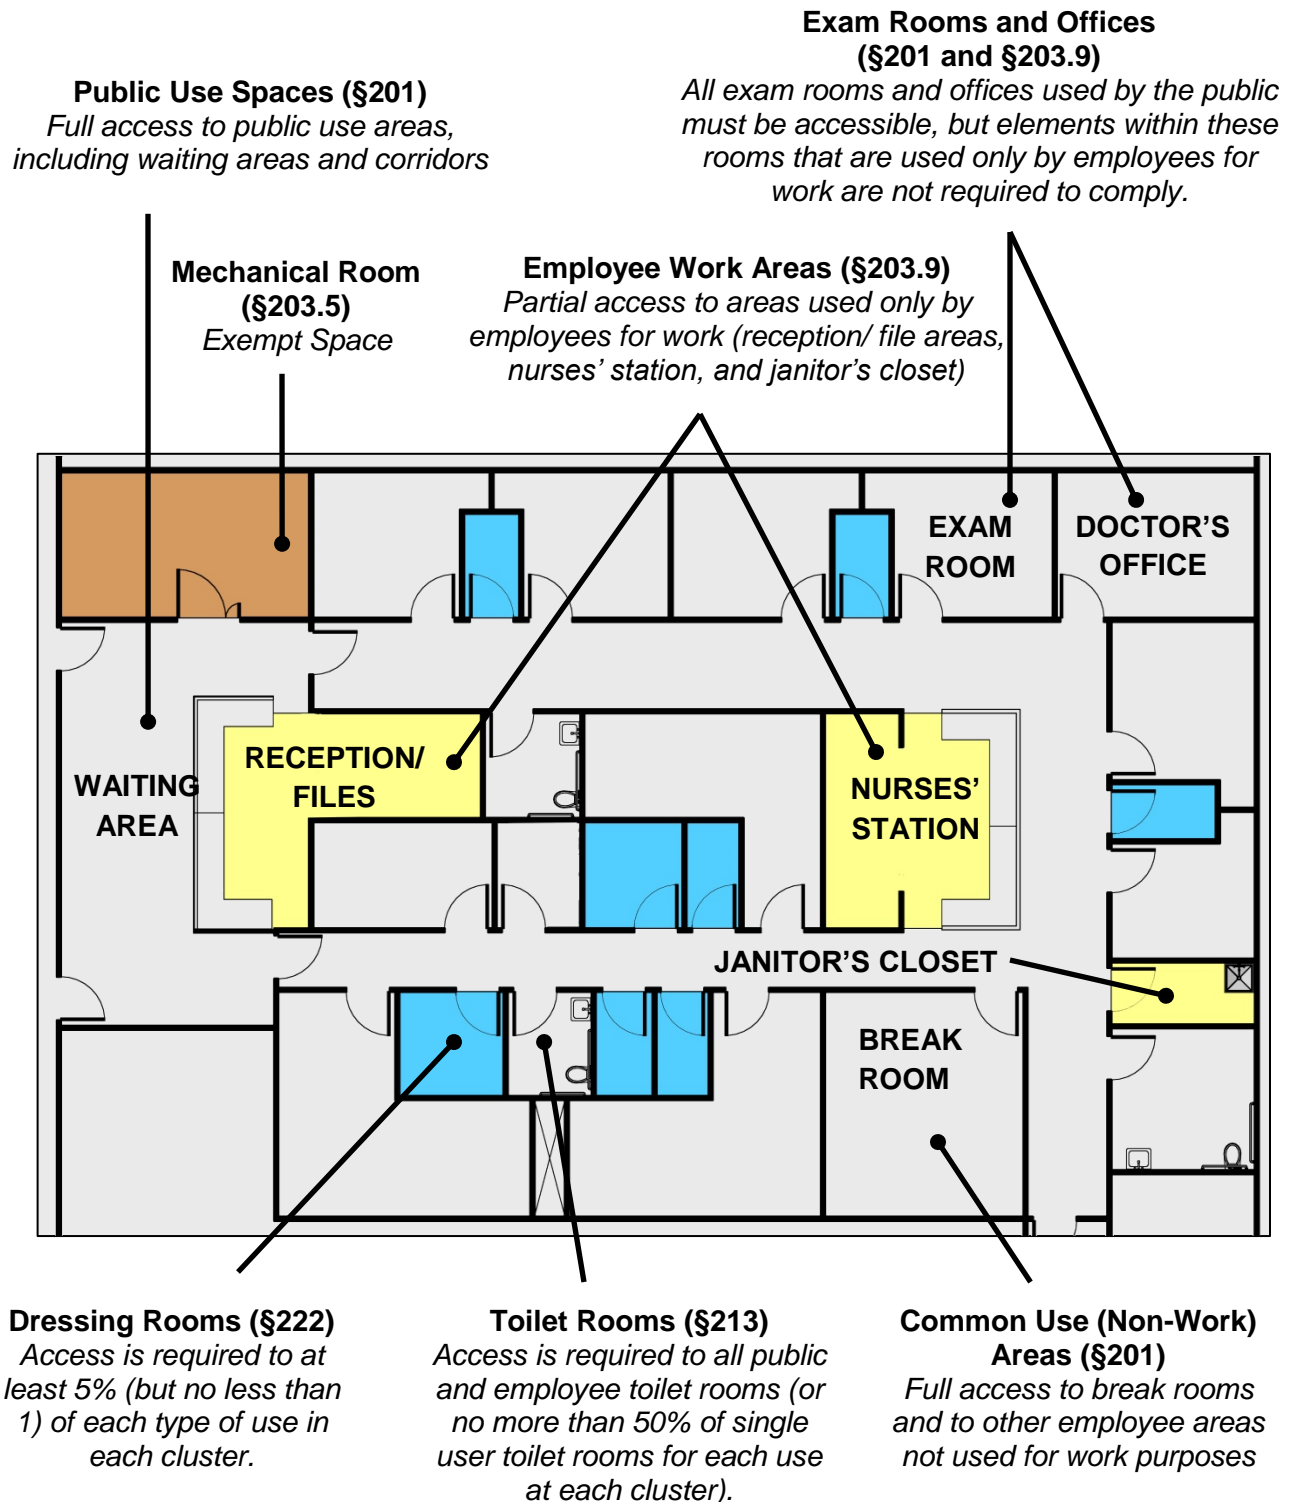 Exam Rooms and Offices
(§201 and §203.9)
All exam rooms and offices used by the public
must be accessible, but elements within these
rooms that are used only by employees for
work are not required to comply.
Public Use Spaces (§201)
Full access to public use areas,
including waiting areas and corridors
Mechanical Room
(§203.5)
Exempt Space
Employee Work Areas (§203.9)
Partial access to areas used only by
employees for work (reception/ file areas,
nurses’ station, and janitor’s closet)
EXAM
ROOM
DOCTOR’S
OFFICE
WAITING
AREA
RECEPTION/
FILES
NURSES’
STATION
JANITOR’S CLOSET
BREAK
ROOM
Dressing Rooms (§222)
Access is required to at
least 5% (but no less than
1) of each type of use in
each cluster.
Toilet Rooms (§213)
Access is required to all public
and employee toilet rooms (or
no more than 50% of single
user toilet rooms for each use
at each cluster).
Common Use (Non-Work)
Areas (§201)
Full access to break rooms
and to other employee areas
not used for work purposes